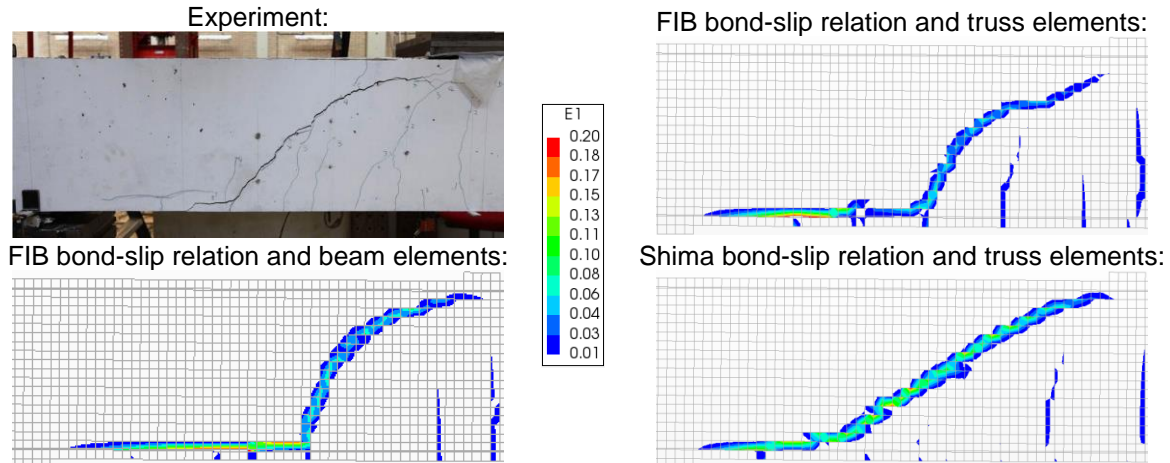 Experiment:
FIB bond-slip relation and truss elements:
E1
0.20
0.18
0.15
0.13
0.11
0.10
0.08
0.06
0.04
0.03
0.01
FIB bond-slip relation and beam elements:
Shima bond-slip relation and truss elements: